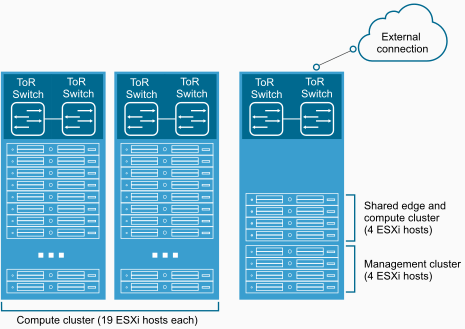 External
connection
ToR
Switch
ToR
Switch
ToR
Switch
ToR
Switch
ToR
Switch
ToR
Switch
Shared edge and
compute cluster
(4 ESXi hosts)
Management cluster
(4 ESXi hosts)
Compute cluster (19 ESXi hosts each)